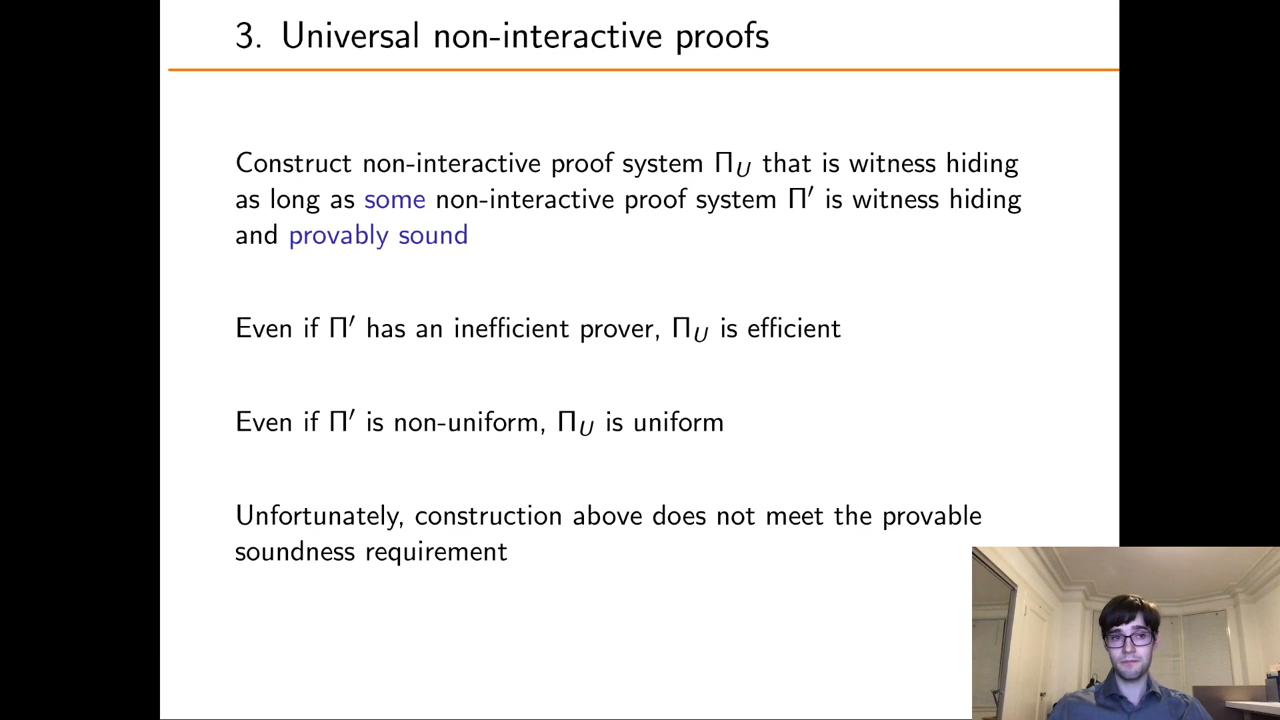 3. Universal non-interactive proofs
Construct non-interactive proof system Π_U that is witness hiding
as long as some non-interactive proof system Π′ is witness hiding
and provably sound
Even if Π′ has an inefficient prover, Π_U is efficient
Even if Π′ is non-uniform, Π_U is uniform
Unfortunately, construction above does not meet the provable
soundness requirement